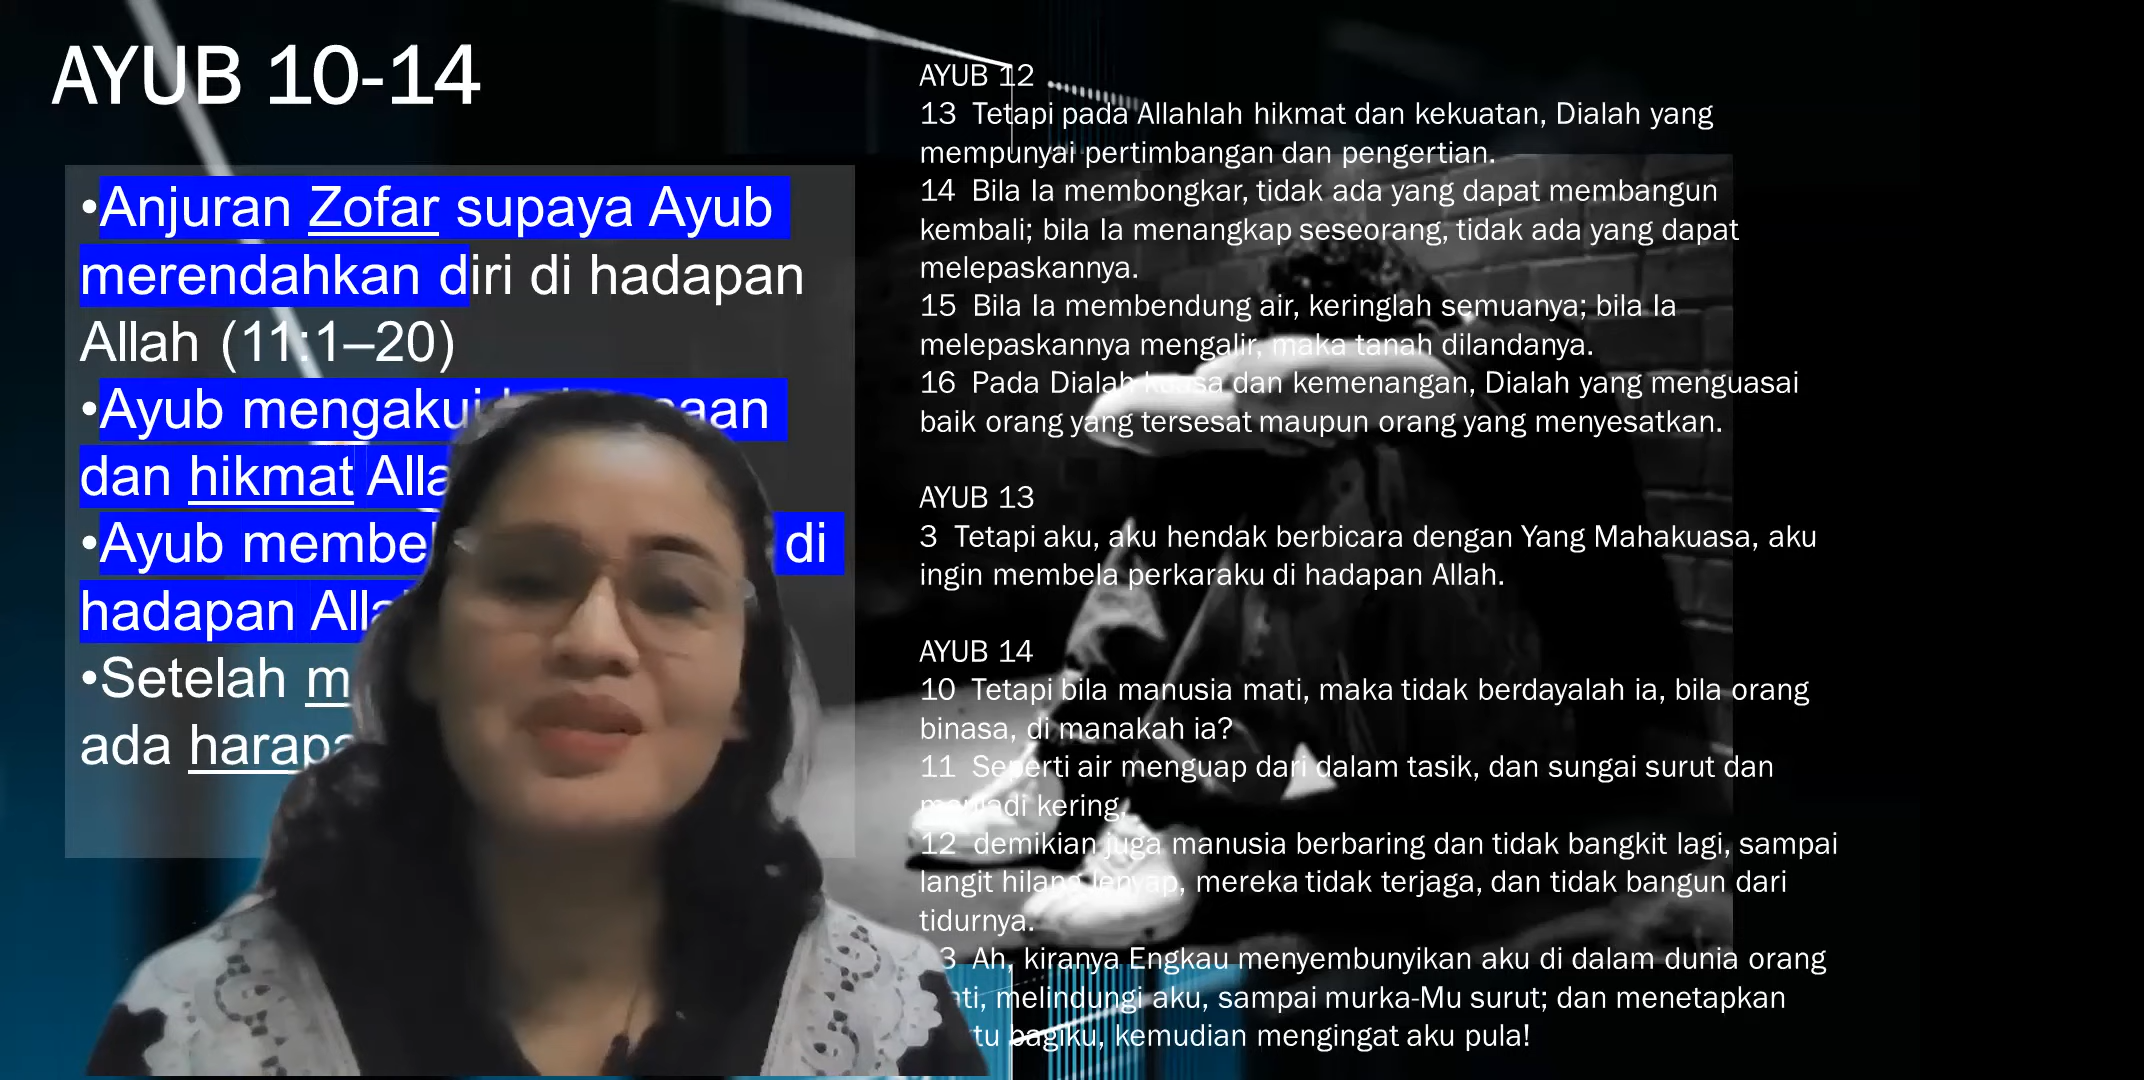 AYUB 10-14
•Anjuran Zofar supaya Ayub
merendahkan diri di hadapan
Allah (11:1–20)
•Ayub mengakui
dan hikmat
•Ayub di
hadapan
•Setelah
ada
AYUB 12
13 Tetapi pada Allahlah hikmat dan kekuatan, Dialah yang
mempunyai pertimbangan dan pengertian.
14 Bila Ia membongkar, tidak ada yang dapat membangun
kembali; bila Ia menangkap seseorang, tidak ada yang dapat
melepaskannya.
15 Bila Ia membendung air, keringlah semuanya; bila Ia
melepaskannya mengalir, maka tanah dilandanya.
16 Pada Dialah kuasa dan kemenangan, Dialah yang menguasai
baik orang yang tersesat maupun orang yang menyesatkan.
AYUB 13
3 Tetapi aku, aku hendak berbicara dengan Yang Mahakuasa, aku
ingin membela perkaraku di hadapan Allah.
AYUB 14
10 Tetapi bila manusia mati, maka tidak berdayalah ia, bila orang
binasa, di manakah ia?
11 Seperti air menguap dari dalam tasik, dan sungai surut dan
menjadi kering,
12 demikian juga manusia berbaring dan tidak bangkit lagi, sampai
langit hilang lenyap, mereka tidak terjaga, dan tidak bangun dari
tidurnya.
3 Ah, kiranya Engkau menyembunyikan aku di dalam dunia orang
melindungi aku, sampai murka-Mu surut; dan menetapkan
bagiku, kemudian mengingat aku pula!